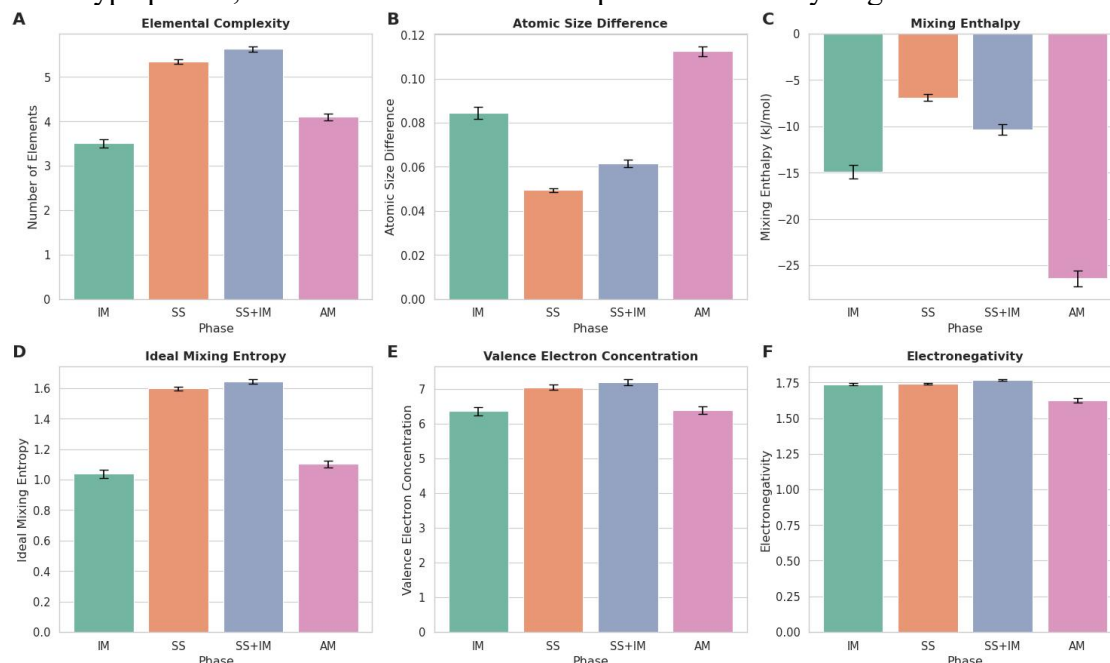 A Elemental Complexity
Number of Elements
5
4
3
2
1
0
IM SS SS+IM AM
Phase
B Atomic Size Difference
Atomic Size Difference
0.12
0.10
0.08
0.06
0.04
0.02
0.00
IM SS SS+IM AM
Phase
C Mixing Enthalpy
Mixing Enthalpy (kJ/mol)
0
−5
−10
−15
−20
−25
IM SS SS+IM AM
Phase
D Ideal Mixing Entropy
Ideal Mixing Entropy
1.6
1.4
1.2
1.0
0.8
0.6
0.4
0.2
0.0
IM SS SS+IM AM
Phase
E Valence Electron Concentration
Valence Electron Concentration
7
6
5
4
3
2
1
0
IM SS SS+IM AM
Phase
F Electronegativity
Electronegativity
1.75
1.50
1.25
1.00
0.75
0.50
0.25
0.00
IM SS SS+IM AM
Phase